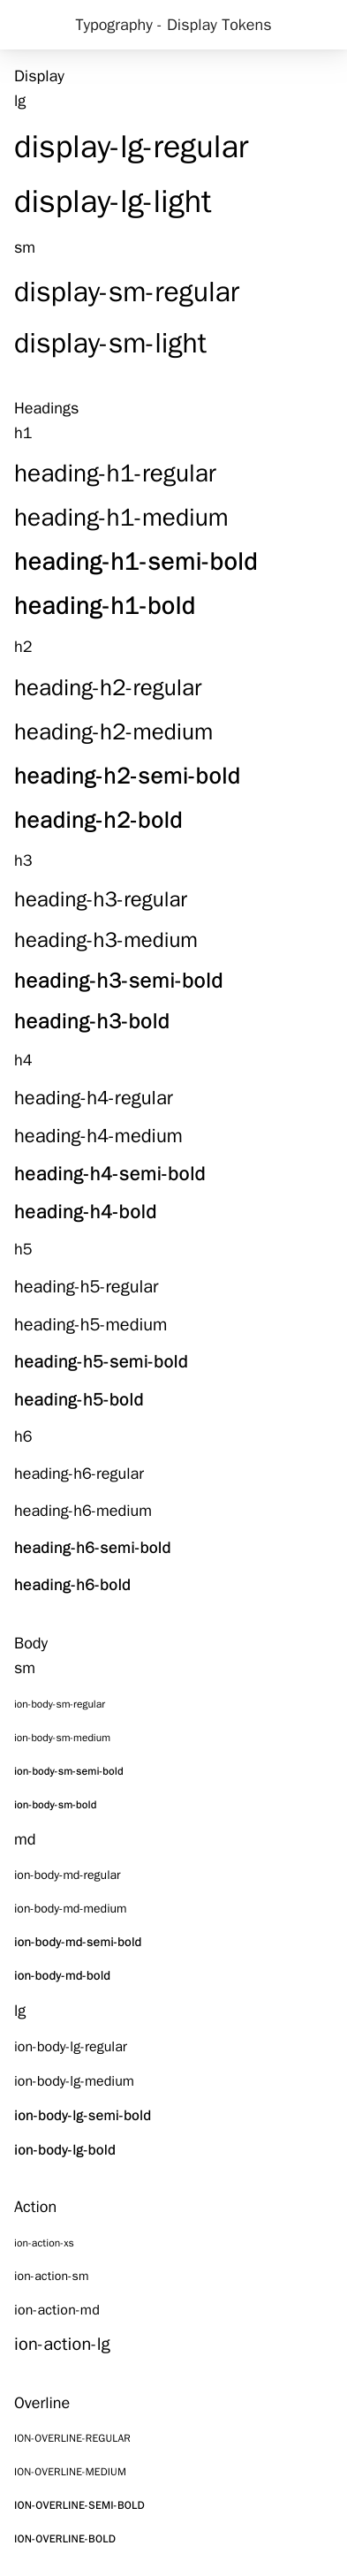 Typography - Display Tokens
Display
lg
display-lg-regular
display-lg-light
sm
display-sm-regular
display-sm-light
Headings
h1
heading-h1-regular
heading-h1-medium
heading-h1-semi-bold
heading-h1-bold
h2
heading-h2-regular
heading-h2-medium
heading-h2-semi-bold
heading-h2-bold
h3
heading-h3-regular
heading-h3-medium
heading-h3-semi-bold
heading-h3-bold
h4
heading-h4-regular
heading-h4-medium
heading-h4-semi-bold
heading-h4-bold
h5
heading-h5-regular
heading-h5-medium
heading-h5-semi-bold
heading-h5-bold
h6
heading-h6-regular
heading-h6-medium
heading-h6-semi-bold
heading-h6-bold
Body
sm
ion-body-sm-regular
ion-body-sm-medium
ion-body-sm-semi-bold
ion-body-sm-bold
md
ion-body-md-regular
ion-body-md-medium
ion-body-md-semi-bold
ion-body-md-bold
lg
ion-body-lg-regular
ion-body-lg-medium
ion-body-lg-semi-bold
ion-body-lg-bold
Action
ion-action-xs
ion-action-sm
ion-action-md
ion-action-lg
Overline
ION-OVERLINE-REGULAR
ION-OVERLINE-MEDIUM
ION-OVERLINE-SEMI-BOLD
ION-OVERLINE-BOLD